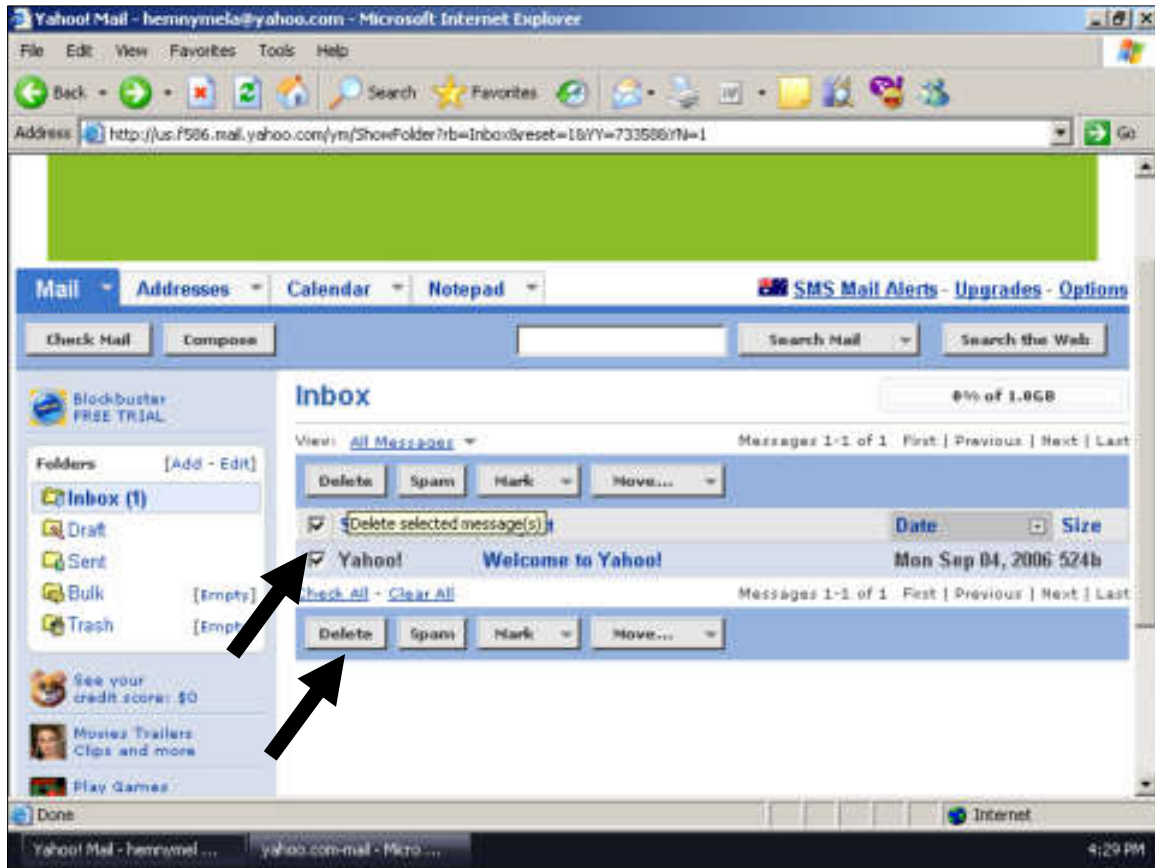 Yahoo! Mail - hemnymela@yahoo.com - Microsoft Internet Explorer
File Edit View Favorites Tools Help
Back Search Favorites
Address http://us.f586.mail.yahoo.com/ym/ShowFolder?rb=Inbox&reset=1&YY=73358&YN=1 Go
Mail Addresses Calendar Notepad SMS Mail Alerts - Upgrades - Options
Check Mail Compose Search Mail Search the Web
Blockbuster
FREE TRIAL
Inbox 0% of 1.0GB
View: All Messages Messages 1-1 of 1 First | Previous | Next | Last
Folders [Add - Edit]
Delete Spam Mark Move...
Inbox (1)
Delete selected message(s) Date Size
Draft
Yahoo! Welcome to Yahoo! Mon Sep 04, 2006 524b
Sent
Check All - Clear All Messages 1-1 of 1 First | Previous | Next | Last
Bulk [Empty]
Trash
Delete Spam Mark Move...
See your
credit score: $0
Movies Trailers
Clips and more
Play Games
Done Internet
Yahoo! Mail - hemnymel ... yahoo.com-mail - Micro ... 4:29 PM